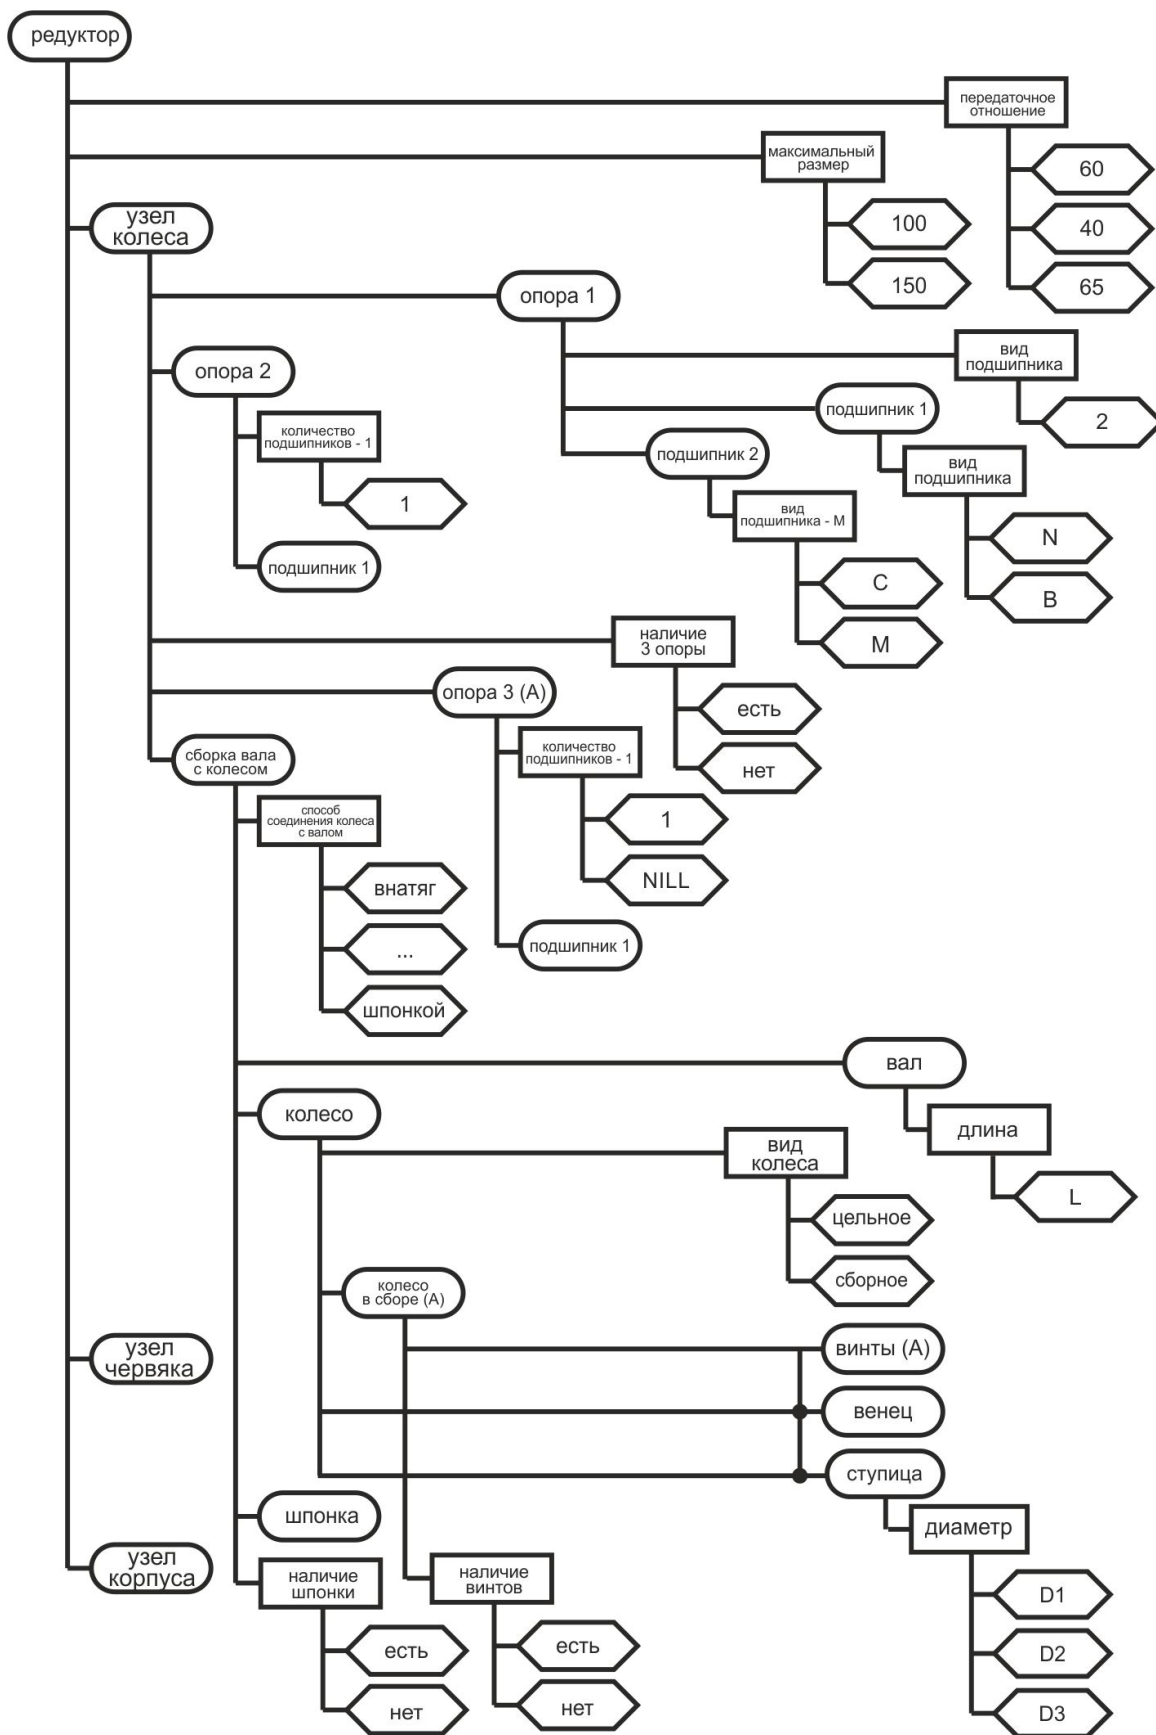 редуктор
передаточное
отношение
60
40
65
максимальный
размер
100
150
узел
колеса
опора 1
вид
подшипника
2
подшипник 1
вид
подшипника
N
B
подшипник 2
вид
подшипника - М
C
M
опора 2
количество
подшипников - 1
1
подшипник 1
наличие
3 опоры
есть
нет
опора 3 (А)
количество
подшипников - 1
1
NILL
подшипник 1
сборка вала
с колесом
способ
соединения колеса
с валом
внатяг
...
шпонкой
вал
длина
L
колесо
вид
колеса
цельное
сборное
колесо
в сборе (А)
винты (А)
венец
ступица
диаметр
D1
D2
D3
наличие
винтов
есть
нет
шпонка
наличие
шпонки
есть
нет
узел
червяка
узел
корпуса